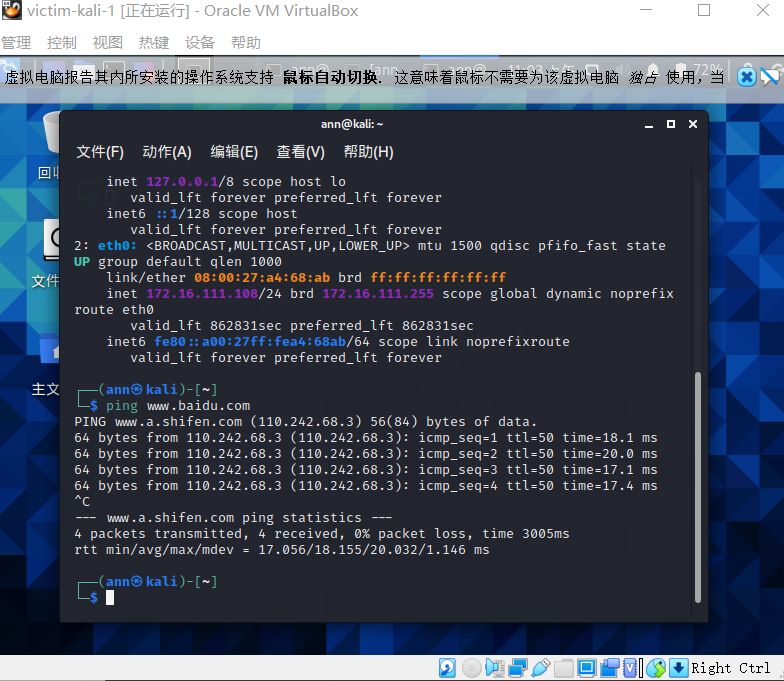 victim-kali-1 [正在运行] - Oracle VM VirtualBox
管理 控制 视图 热键 设备 帮助
虚拟电脑报告其内所安装的操作系统支持 鼠标自动切换. 这意味着鼠标不需要为该虚拟电脑 独占 使用，当
72%
ann@kali: ~
回收
文件(F) 动作(A) 编辑(E) 查看(V) 帮助(H)
inet 127.0.0.1/8 scope host lo
valid_lft forever preferred_lft forever
inet6 ::1/128 scope host
valid_lft forever preferred_lft forever
2: eth0: <BROADCAST,MULTICAST,UP,LOWER_UP> mtu 1500 qdisc pfifo_fast state
UP group default qlen 1000
文件
link/ether 08:00:27:a4:68:ab brd ff:ff:ff:ff:ff:ff
inet 172.16.111.108/24 brd 172.16.111.255 scope global dynamic noprefix
route eth0
valid_lft 862831sec preferred_lft 862831sec
inet6 fe80::a00:27ff:fea4:68ab/64 scope link noprefixroute
valid_lft forever preferred_lft forever
主文
┌──(ann㉿kali)-[~]
└─$ ping www.baidu.com
PING www.a.shifen.com (110.242.68.3) 56(84) bytes of data.
64 bytes from 110.242.68.3 (110.242.68.3): icmp_seq=1 ttl=50 time=18.1 ms
64 bytes from 110.242.68.3 (110.242.68.3): icmp_seq=2 ttl=50 time=20.0 ms
64 bytes from 110.242.68.3 (110.242.68.3): icmp_seq=3 ttl=50 time=17.1 ms
64 bytes from 110.242.68.3 (110.242.68.3): icmp_seq=4 ttl=50 time=17.4 ms
^C
--- www.a.shifen.com ping statistics ---
4 packets transmitted, 4 received, 0% packet loss, time 3005ms
rtt min/avg/max/mdev = 17.056/18.155/20.032/1.146 ms
┌──(ann㉿kali)-[~]
└─$
Right Ctrl